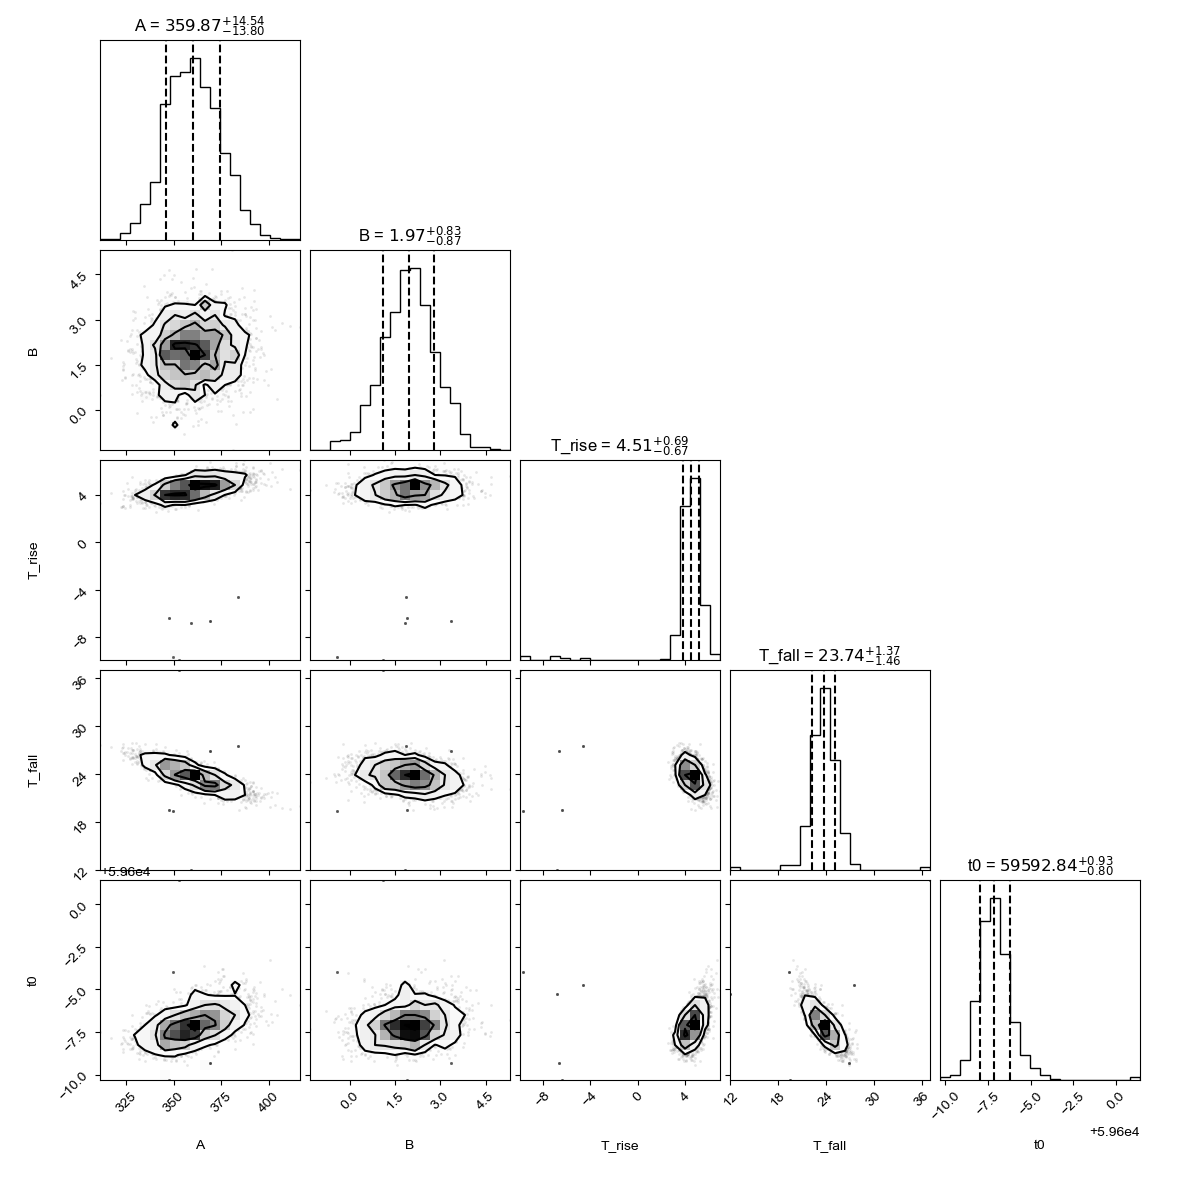 A = 359.87+14.54−13.80
B = 1.97+0.83−0.87
4.5
3.0
1.5
0.0
B
T_rise = 4.51+0.69−0.67
4
0
−4
−8
T_rise
T_fall = 23.74+1.37−1.46
36
30
24
18
12
T_fall
+5.96e4
t0 = 59592.84+0.93−0.80
0.0
−2.5
−5.0
−7.5
−10.0
t0
325 350 375 400
0.0 1.5 3.0 4.5
−8 −4 0 4
12 18 24 30 36
−10.0 −7.5 −5.0 −2.5 0.0
+5.96e4
A B T_rise T_fall t0